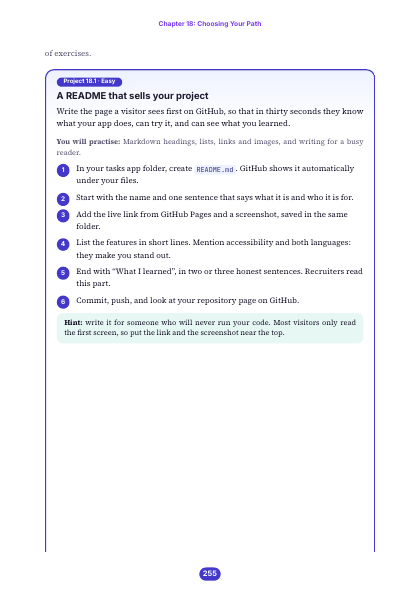 Chapter 18: Choosing Your Path
of exercises.
Project 18.1 · Easy
A README that sells your project
Write the page a visitor sees first on GitHub, so that in thirty seconds they know
what your app does, can try it, and can see what you learned.
You will practise: Markdown headings, lists, links and images, and writing for a busy
reader.
1 In your tasks app folder, create README.md. GitHub shows it automatically
under your files.
2 Start with the name and one sentence that says what it is and who it is for.
3 Add the live link from GitHub Pages and a screenshot, saved in the same
folder.
4 List the features in short lines. Mention accessibility and both languages:
they make you stand out.
5 End with “What I learned”, in two or three honest sentences. Recruiters read
this part.
6 Commit, push, and look at your repository page on GitHub.
Hint: write it for someone who will never run your code. Most visitors only read
the first screen, so put the link and the screenshot near the top.
255